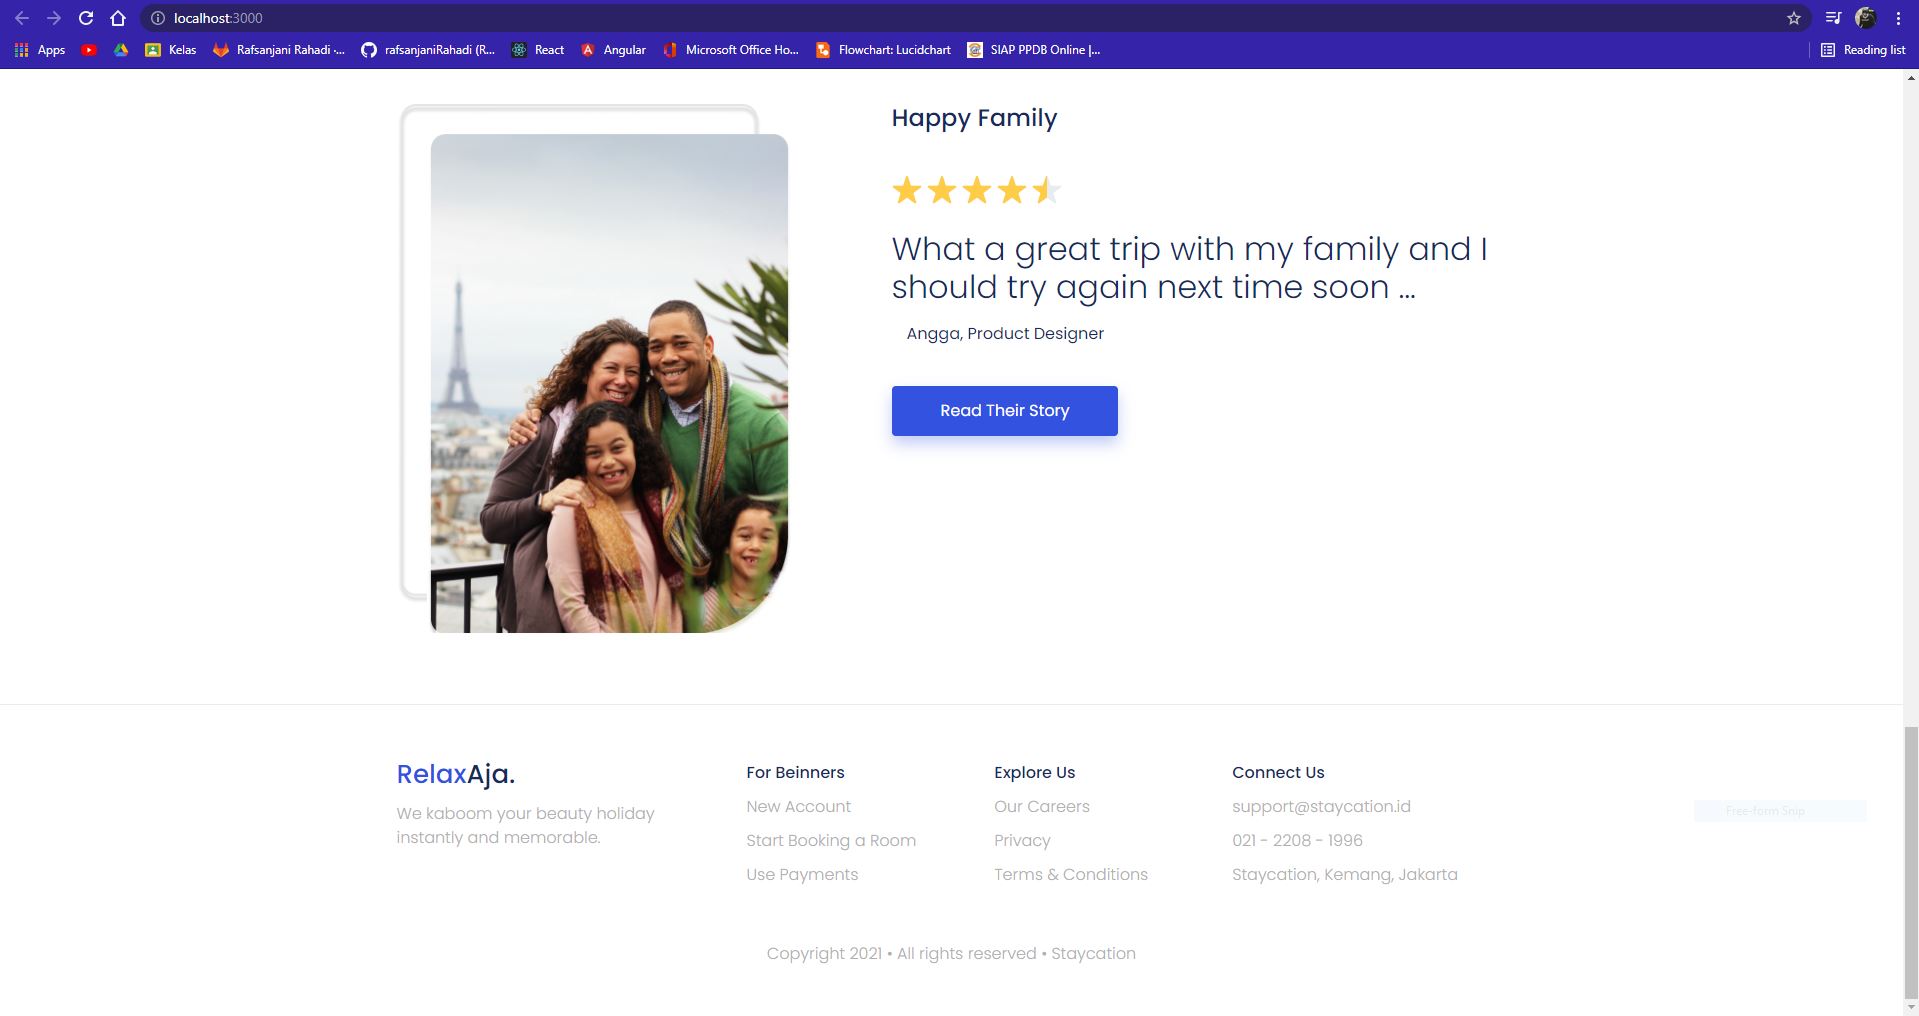 localhost:3000
Apps
Kelas
Rafsanjani Rahadi ·...
rafsanjaniRahadi (R...
React
Angular
Microsoft Office Ho...
Flowchart: Lucidchart
SIAP PPDB Online |...
Reading list
Happy Family
What a great trip with my family and I
should try again next time soon ...
Angga, Product Designer
Read Their Story
RelaxAja.
We kaboom your beauty holiday
instantly and memorable.
For Beinners
New Account
Start Booking a Room
Use Payments
Explore Us
Our Careers
Privacy
Terms & Conditions
Connect Us
support@staycation.id
021 - 2208 - 1996
Staycation, Kemang, Jakarta
Free-form Snip
Copyright 2021 • All rights reserved • Staycation